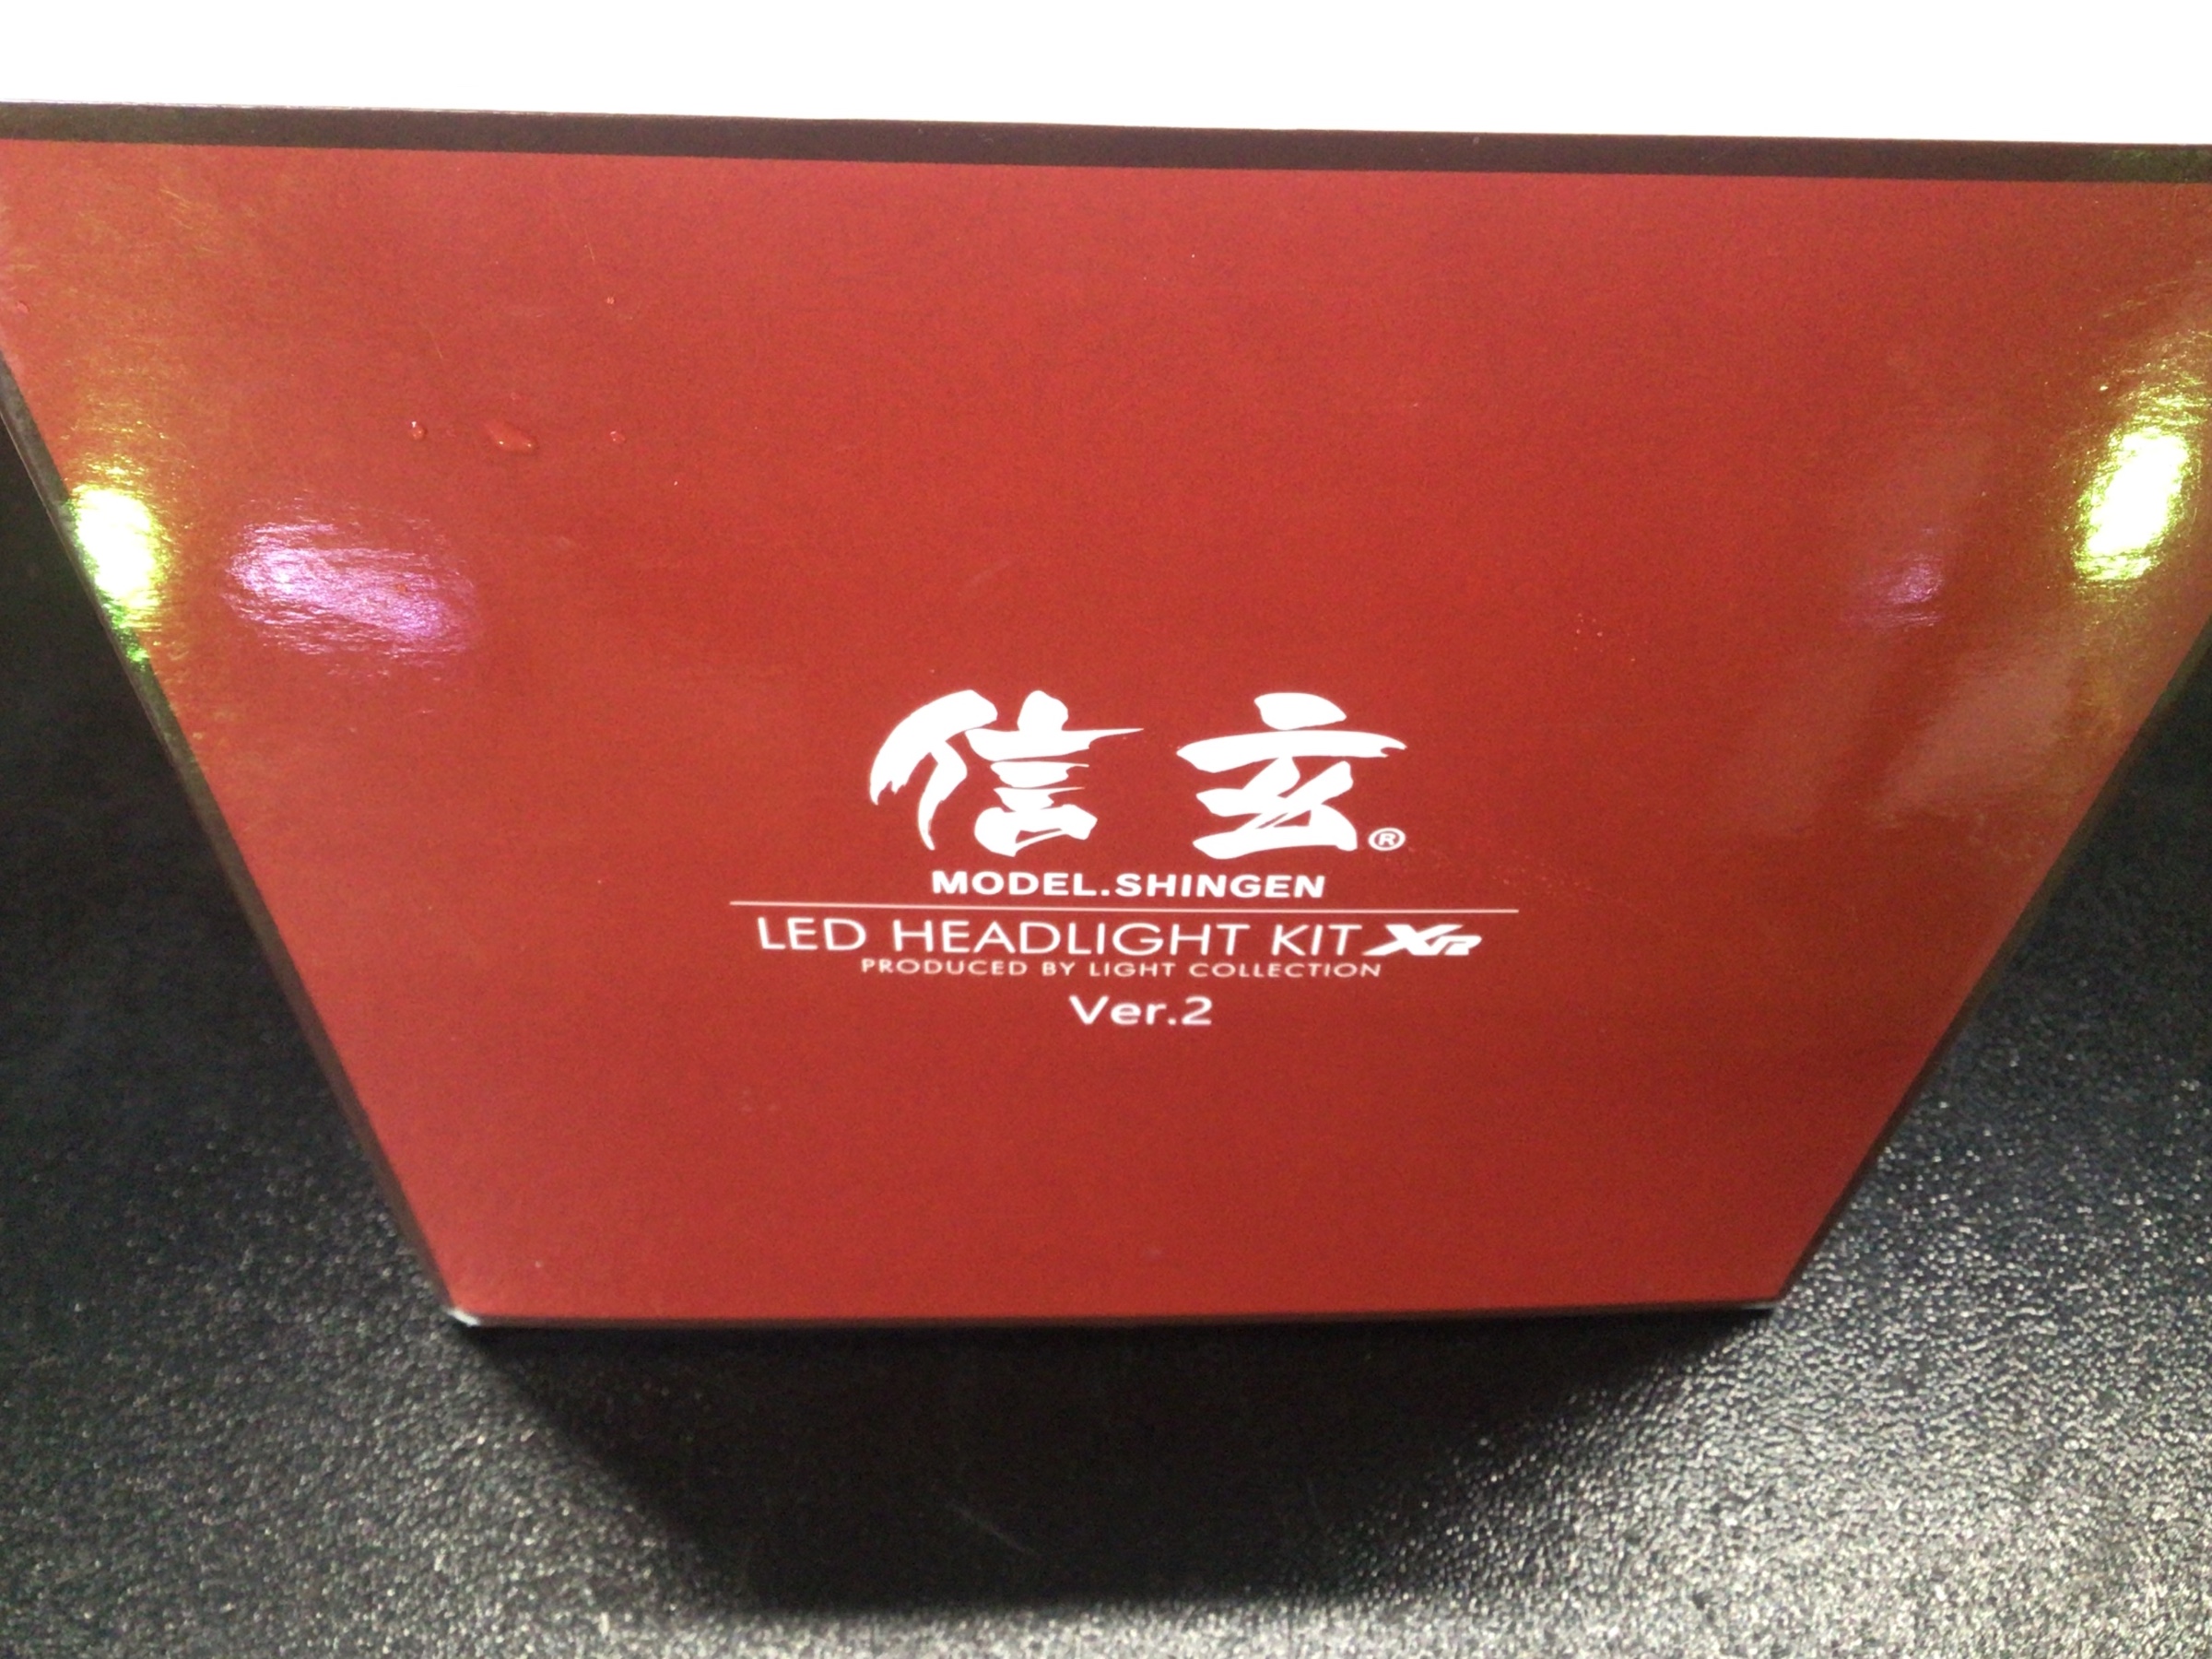 信玄®
MODEL.SHINGEN
LED HEADLIGHT KIT XR
PRODUCED BY LIGHT COLLECTION
Ver.2